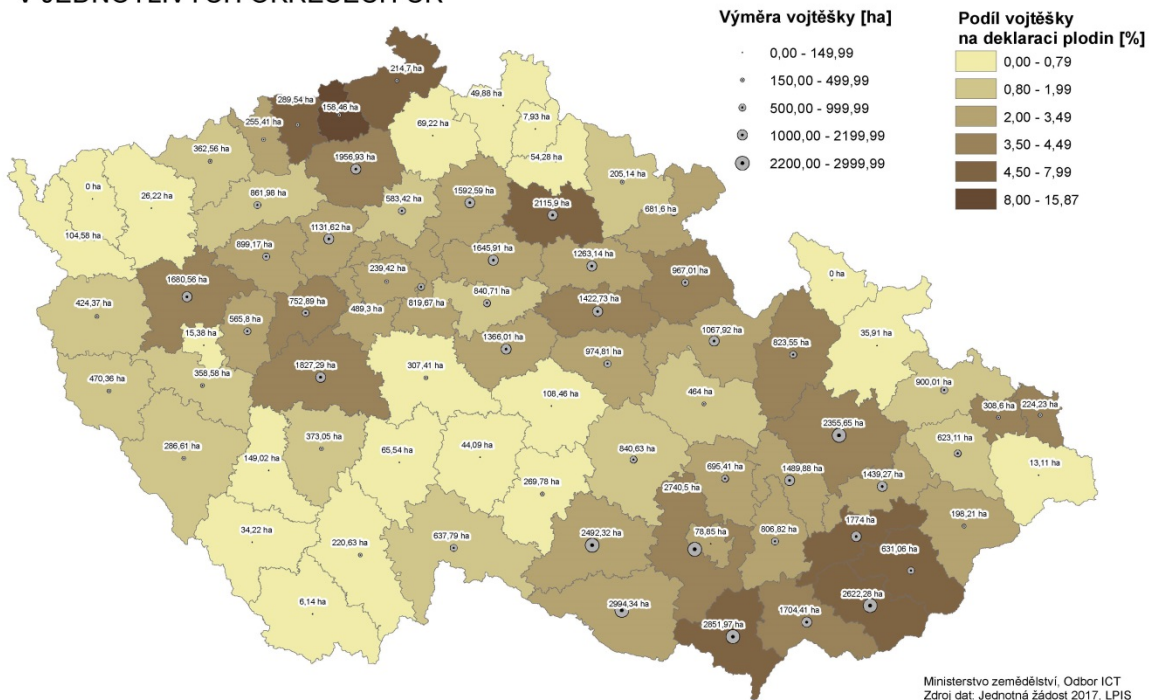 Výměra vojtěšky [ha]
0,00 - 149,99
150,00 - 499,99
500,00 - 999,99
1000,00 - 2199,99
2200,00 - 2999,99
Podíl vojtěšky
na deklaraci plodin [%]
0,00 - 0,79
0,80 - 1,99
2,00 - 3,49
3,50 - 4,49
4,50 - 7,99
8,00 - 15,87
214,7 ha
49,88 ha
289,54 ha
158,46 ha
7,93 ha
255,41 ha
69,22 ha
362,56 ha
1956,93 ha
54,28 ha
205,14 ha
0 ha
26,22 ha
861,98 ha
583,42 ha
1592,59 ha
2115,9 ha
681,6 ha
104,58 ha
1131,62 ha
899,17 ha
1645,91 ha
1263,14 ha
239,42 ha
967,01 ha
0 ha
1680,56 ha
424,37 ha
752,89 ha
489,3 ha
819,67 ha
840,71 ha
1422,73 ha
565,8 ha
15,38 ha
1366,01 ha
1067,92 ha
823,55 ha
35,91 ha
974,81 ha
358,58 ha
1827,29 ha
307,41 ha
470,36 ha
900,01 ha
108,46 ha
464 ha
308,6 ha
224,23 ha
2355,65 ha
286,61 ha
373,05 ha
65,54 ha
44,09 ha
623,11 ha
149,02 ha
840,63 ha
13,11 ha
695,41 ha
1489,88 ha
1439,27 ha
269,78 ha
2740,5 ha
198,21 ha
34,22 ha
220,63 ha
637,79 ha
2492,32 ha
78,85 ha
806,82 ha
1774 ha
631,06 ha
6,14 ha
2994,34 ha
2851,97 ha
1704,41 ha
2622,28 ha
Ministerstvo zemědělství, Odbor ICT
Zdroj dat: Jednotná žádost 2017, LPIS